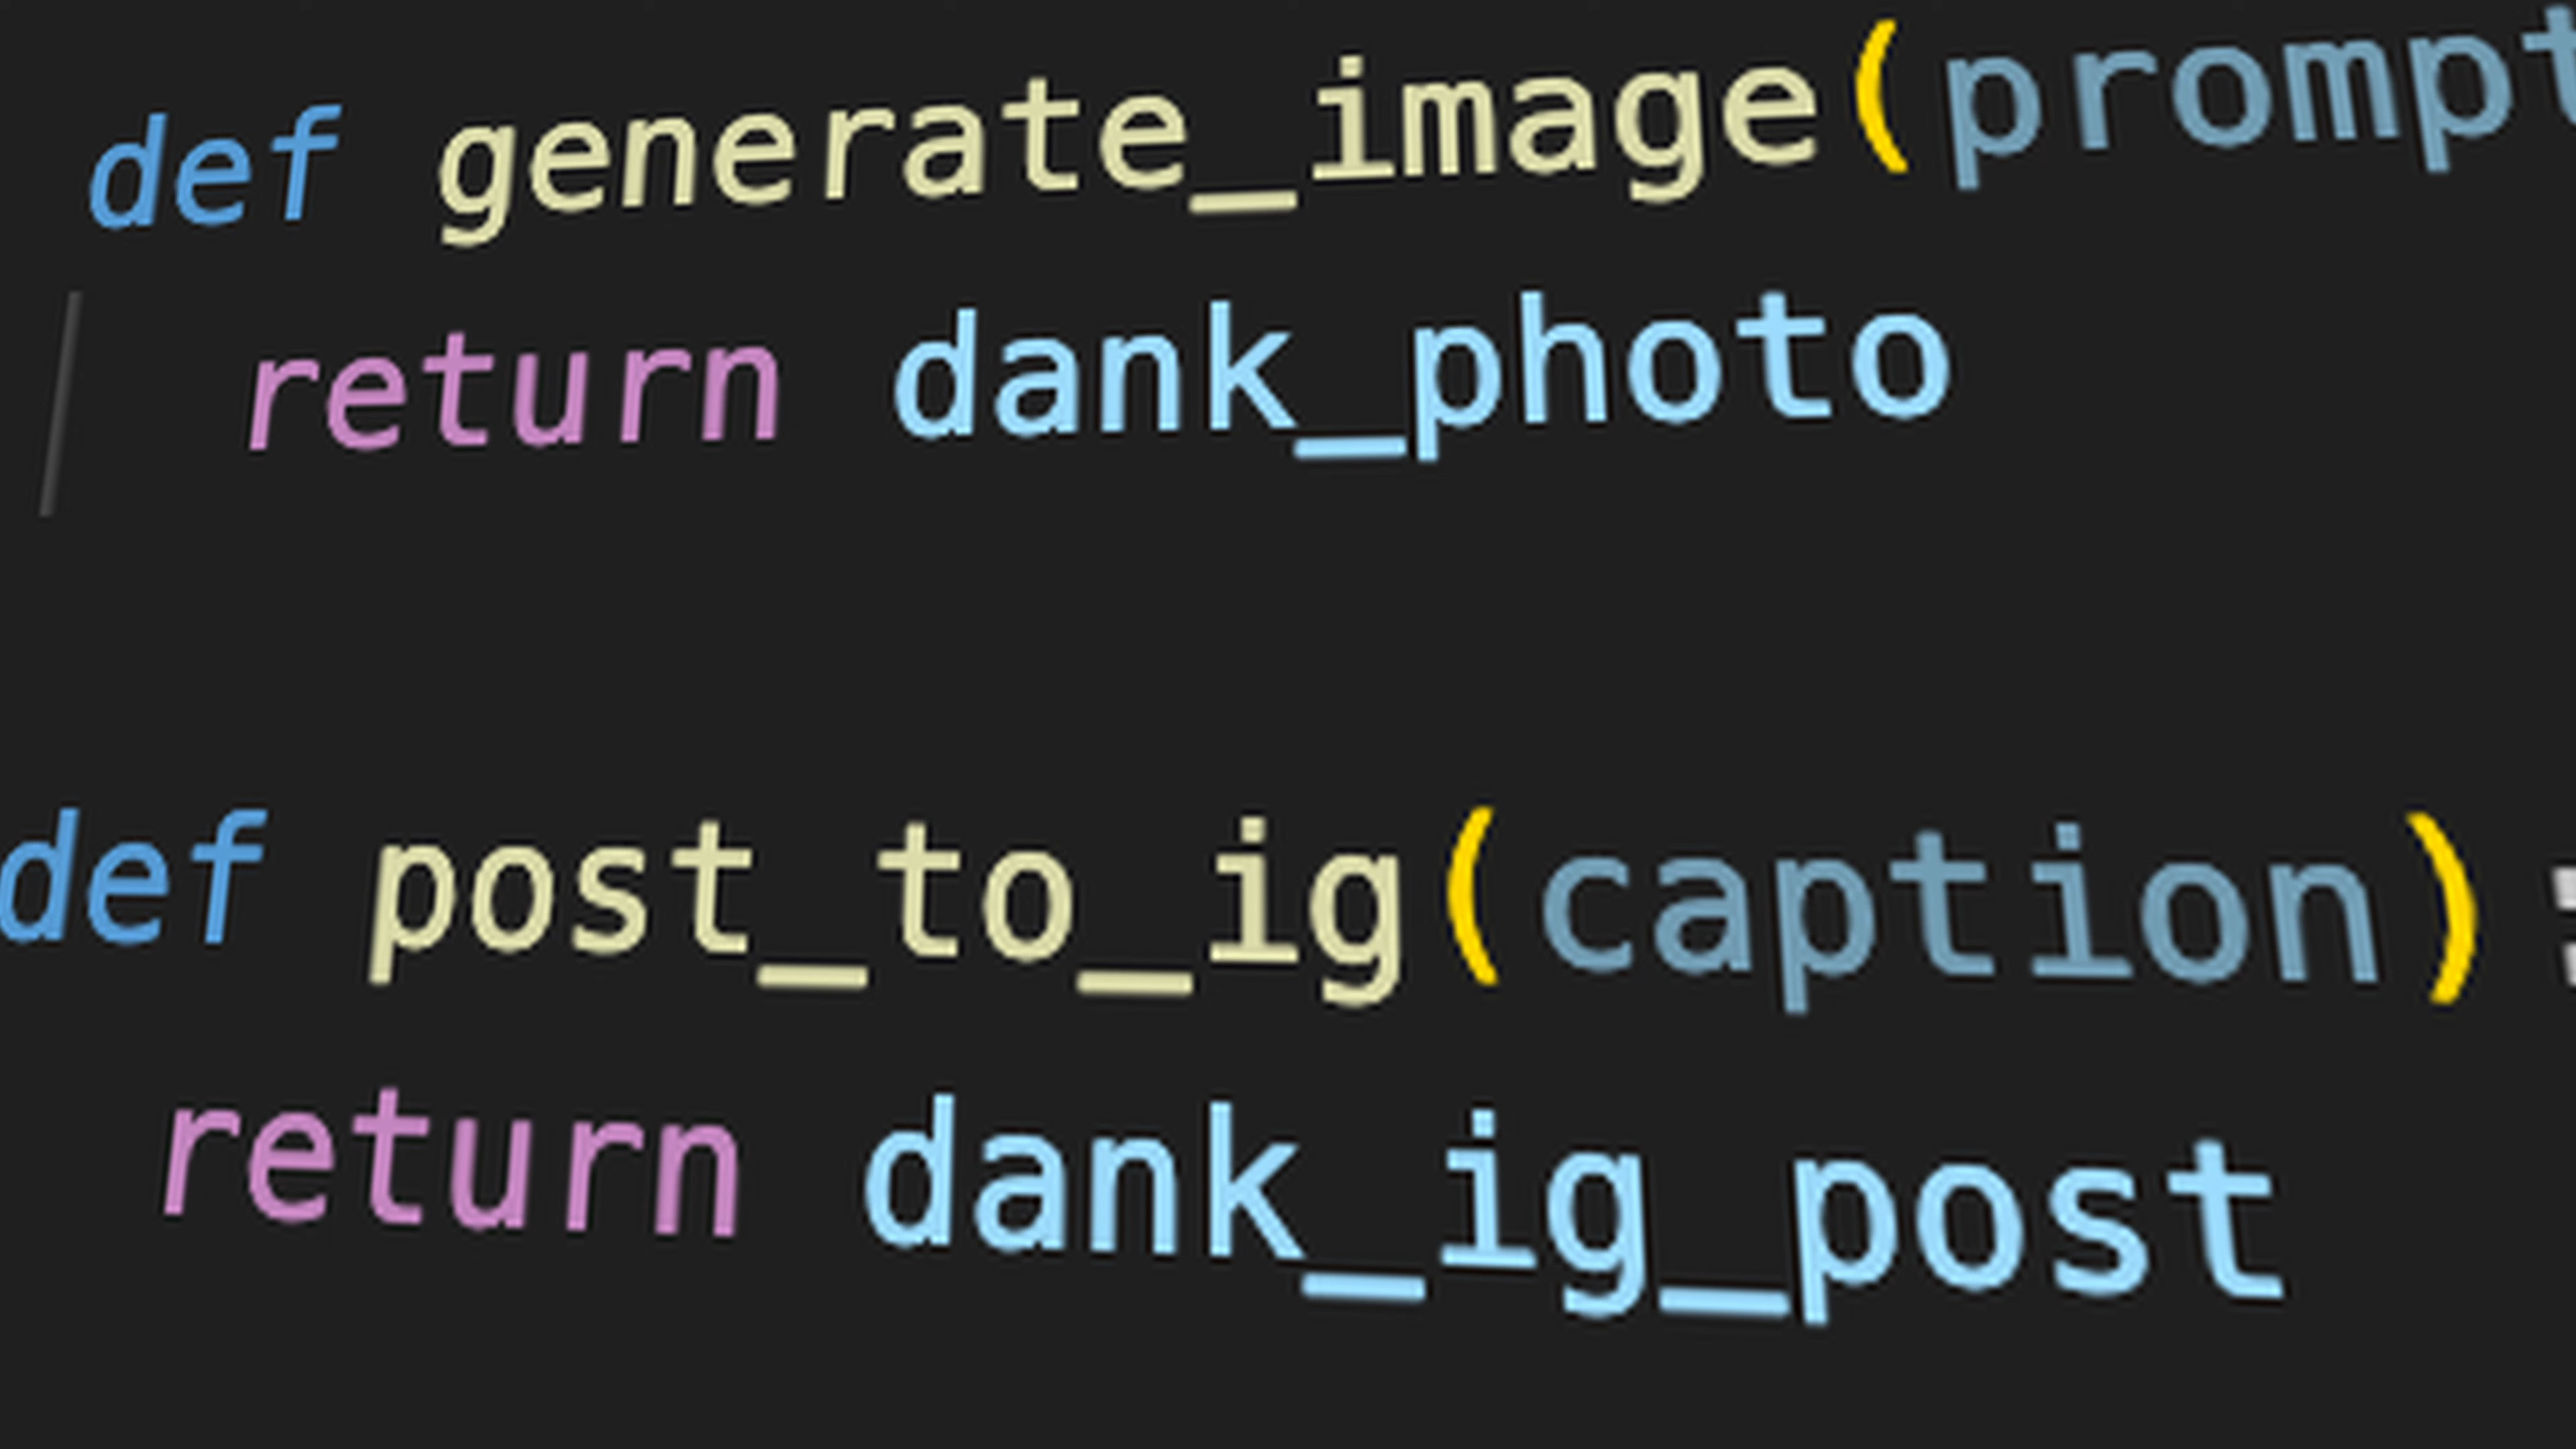 def generate_image(prompt
return dank_photo
def post_to_ig(caption):
return dank_ig_post